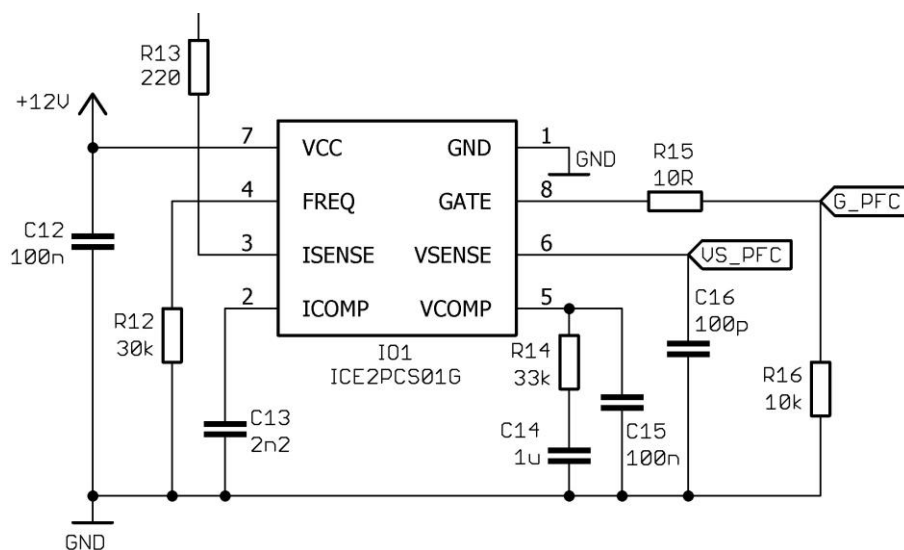 R13
220
+12V
7
VCC
GND
1
GND
R15
10R
4
FREQ
GATE
8
G_PFC
C12
100n
3
ISENSE
VSENSE
6
VS_PFC
2
ICOMP
VCOMP
5
C16
100p
R12
30k
IO1
ICE2PCS01G
R14
33k
R16
10k
C13
2n2
C14
1u
C15
100n
GND